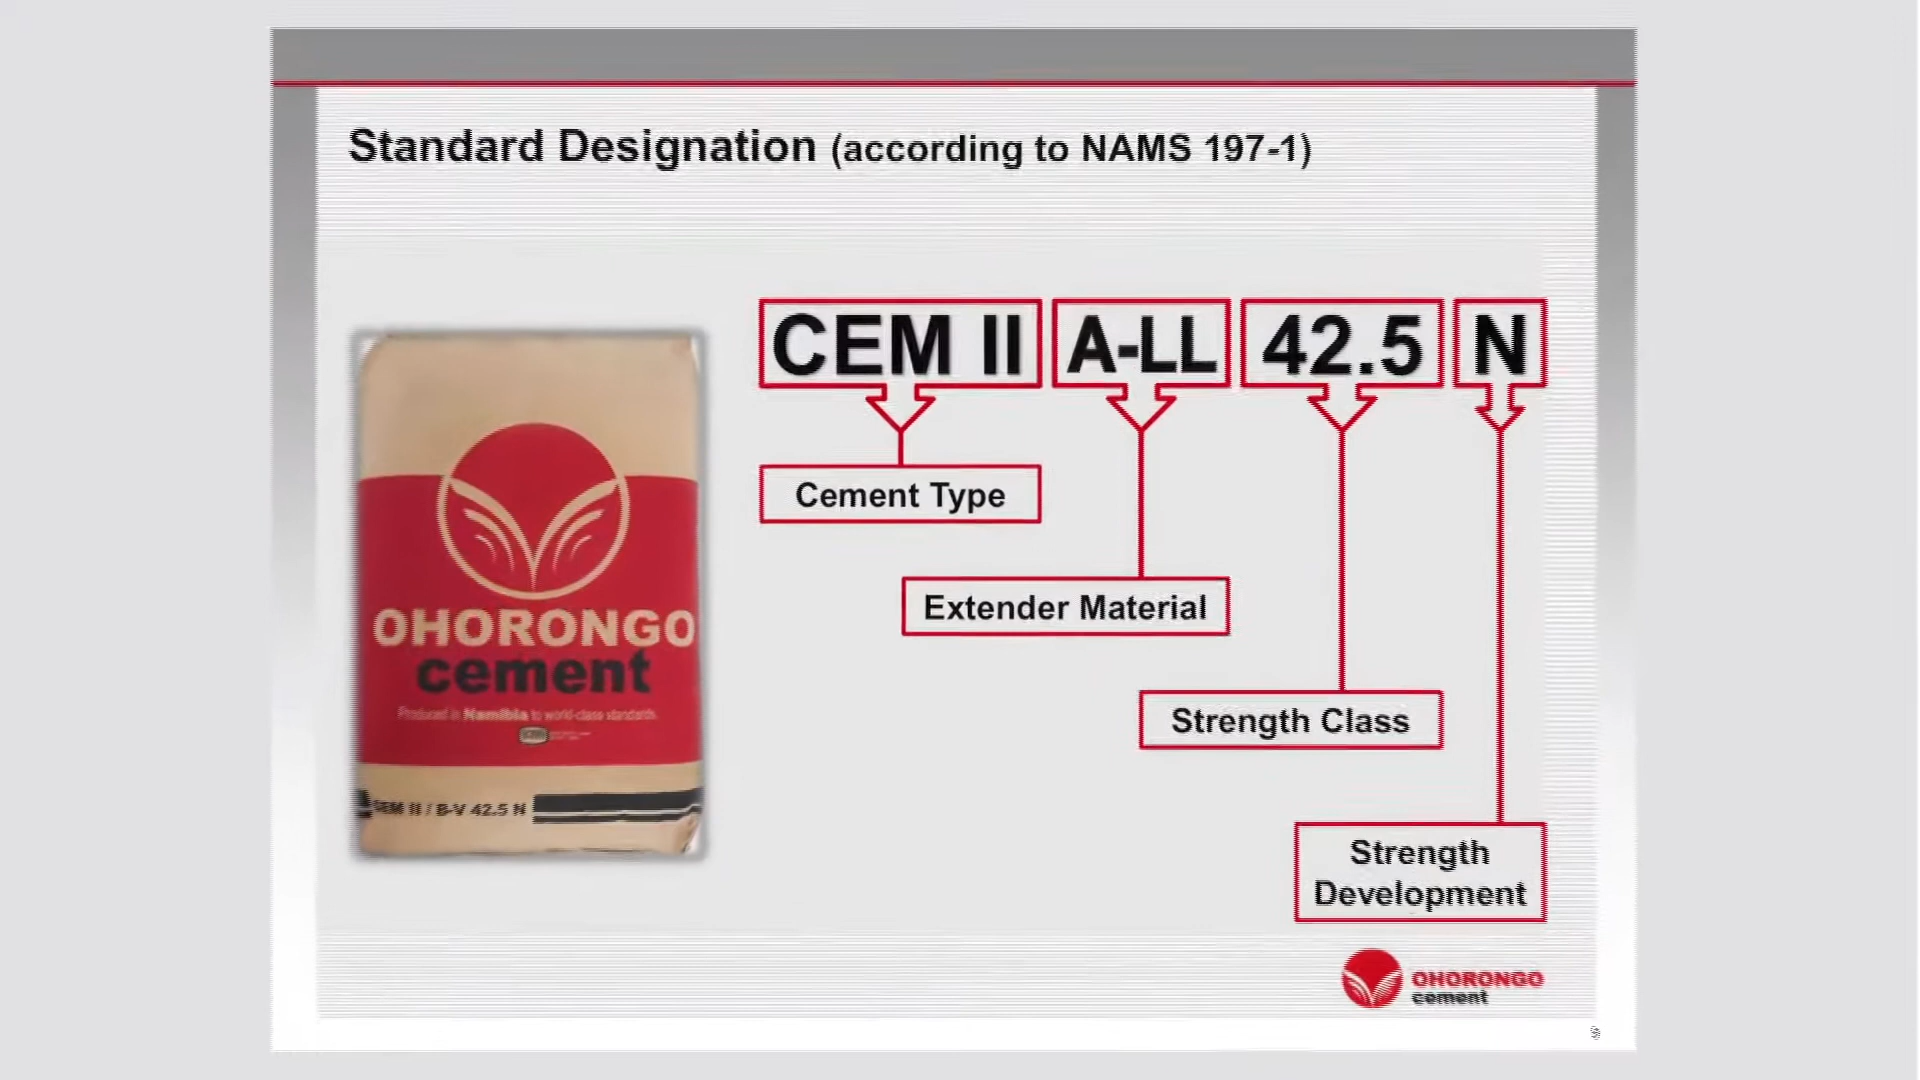 Standard Designation (according to NAMS 197-1)
CEM II A-LL 42.5 N
Cement Type
Extender Material
Strength Class
Strength
Development
OHORONGO
cement
Produced in Namibia to world-class standards.
CEM II / B-V 42.5 N
OHORONGO
cement